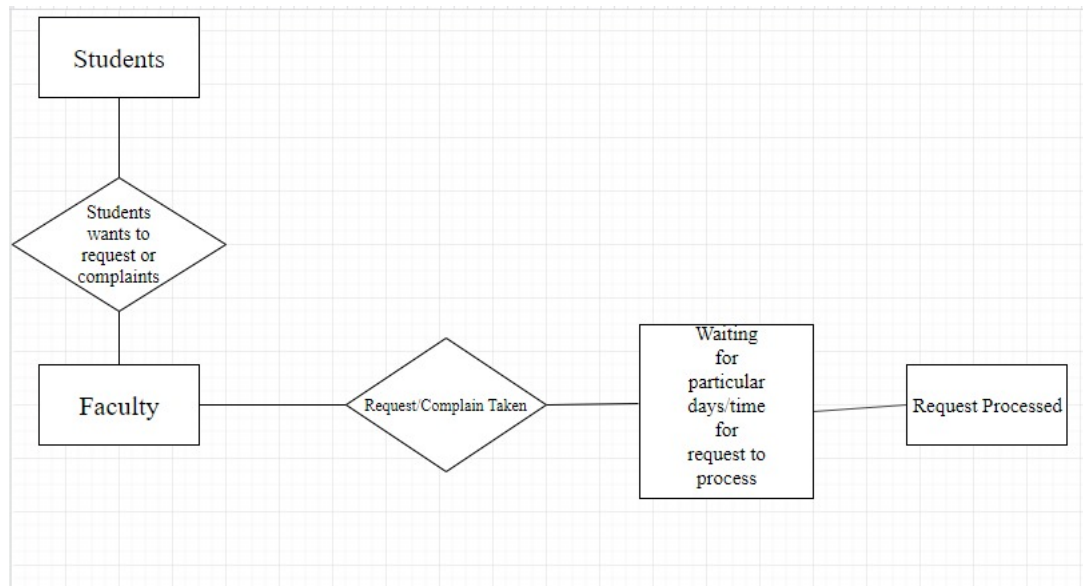 Students
Students
wants to
request or
complaints
Faculty
Request/Complain Taken
Waiting
for
particular
days/time
for
request to
process
Request Processed